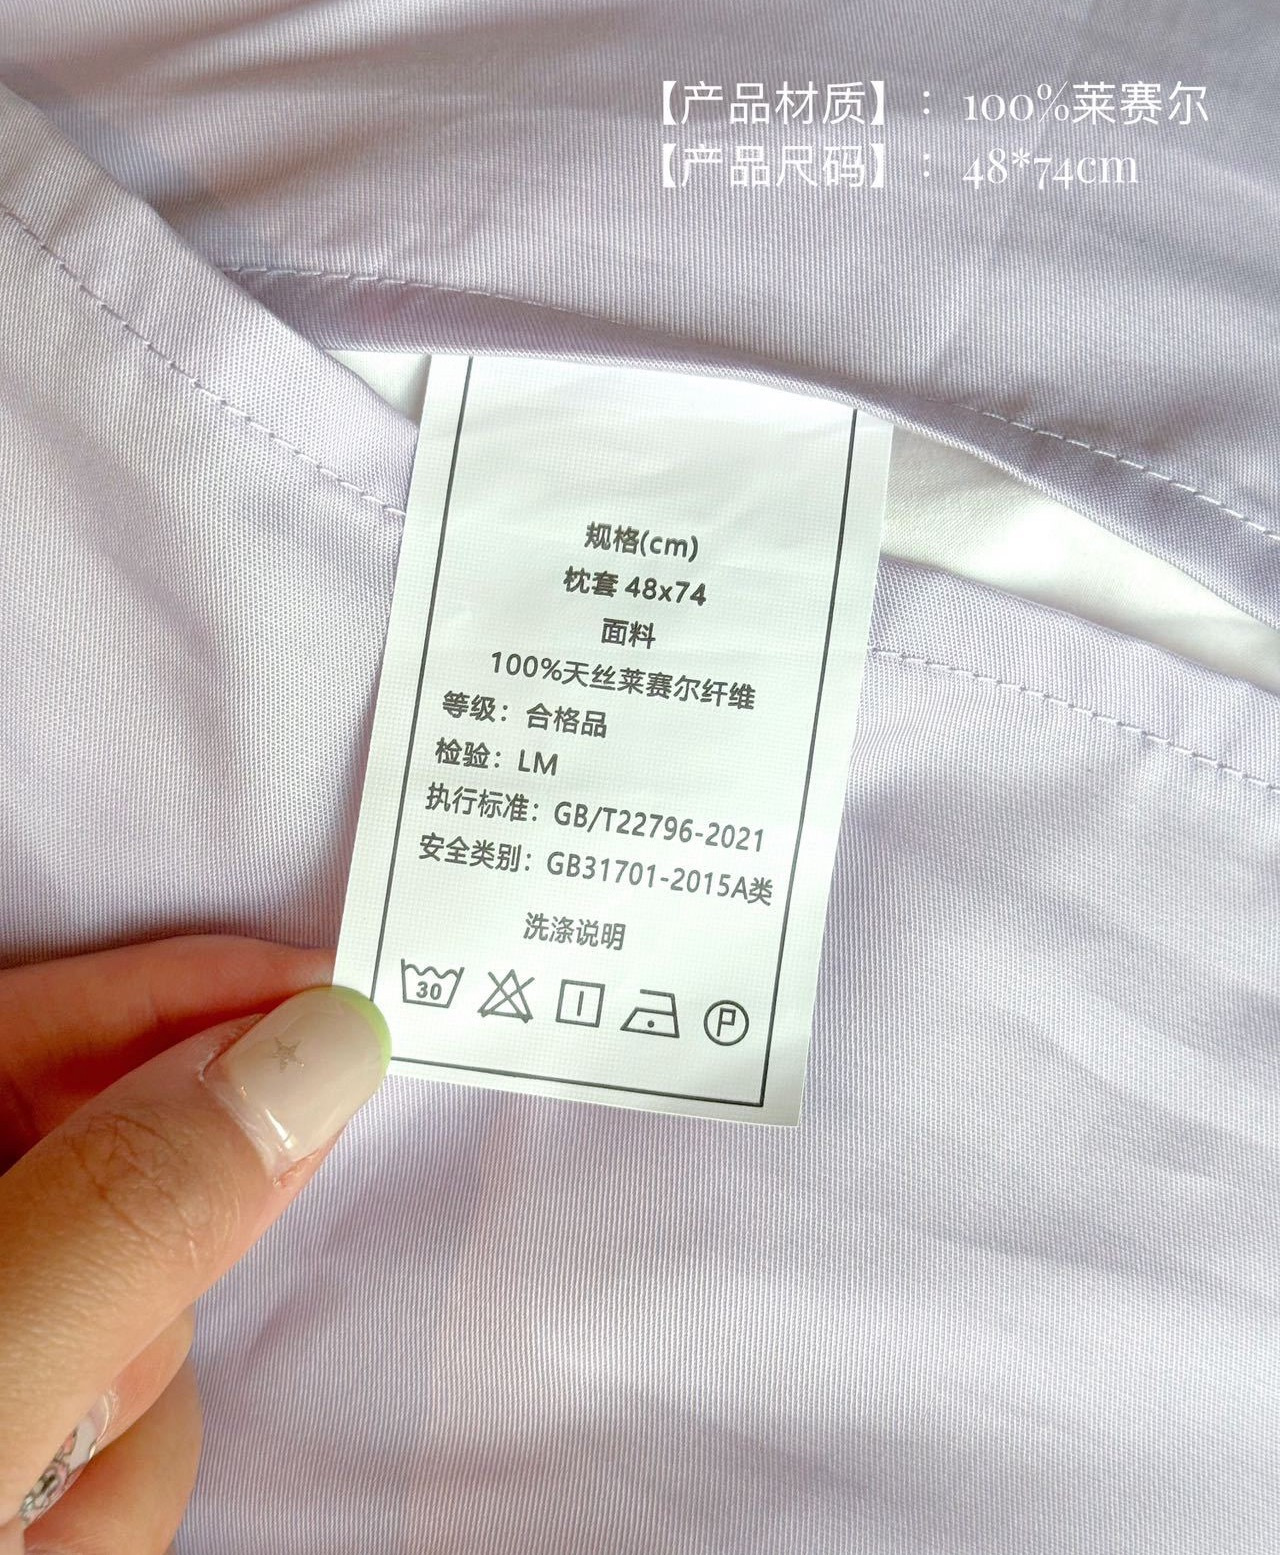 【产品材质】：100%莱赛尔
【产品尺码】：48*74cm
规格(cm)
枕套 48x74
面料
100%天丝莱赛尔纤维
等级：合格品
检验：LM
执行标准：GB/T22796-2021
安全类别：GB31701-2015A类
洗涤说明
30
P